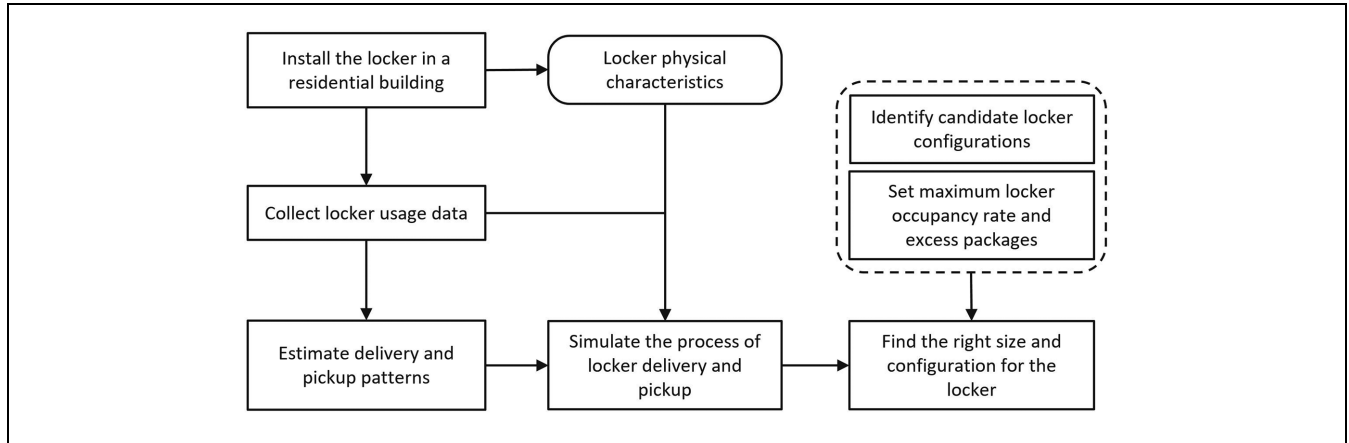 Install the locker in a
residential building
Locker physical
characteristics
Identify candidate locker
configurations
Set maximum locker
occupancy rate and
excess packages
Collect locker usage data
Estimate delivery and
pickup patterns
Simulate the process of
locker delivery and
pickup
Find the right size and
configuration for the
locker